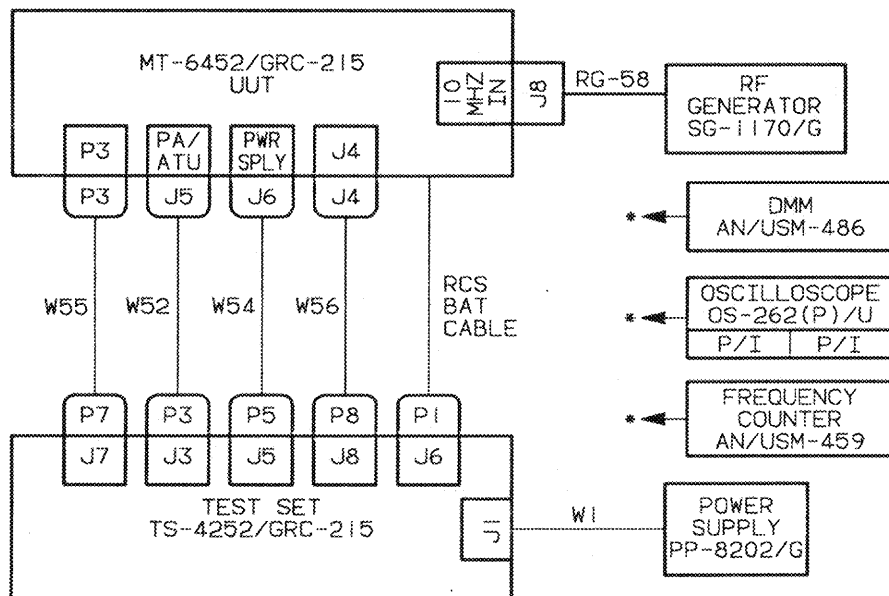 MT-6452/GRC-215
UUT
10
MHZ
IN
J8
RG-58
RF
GENERATOR
SG-1170/G
P3
PA/
ATU
PWR
SPLY
J4
P3
J5
J6
J4
*
DMM
AN/USM-486
W55
W52
W54
W56
RCS
BAT
CABLE
*
OSCILLOSCOPE
OS-262(P)/U
P/I
P/I
*
FREQUENCY
COUNTER
AN/USM-459
P7
P3
P5
P8
P1
J7
J3
J5
J8
J6
TEST SET
TS-4252/GRC-215
J1
W1
POWER
SUPPLY
PP-8202/G